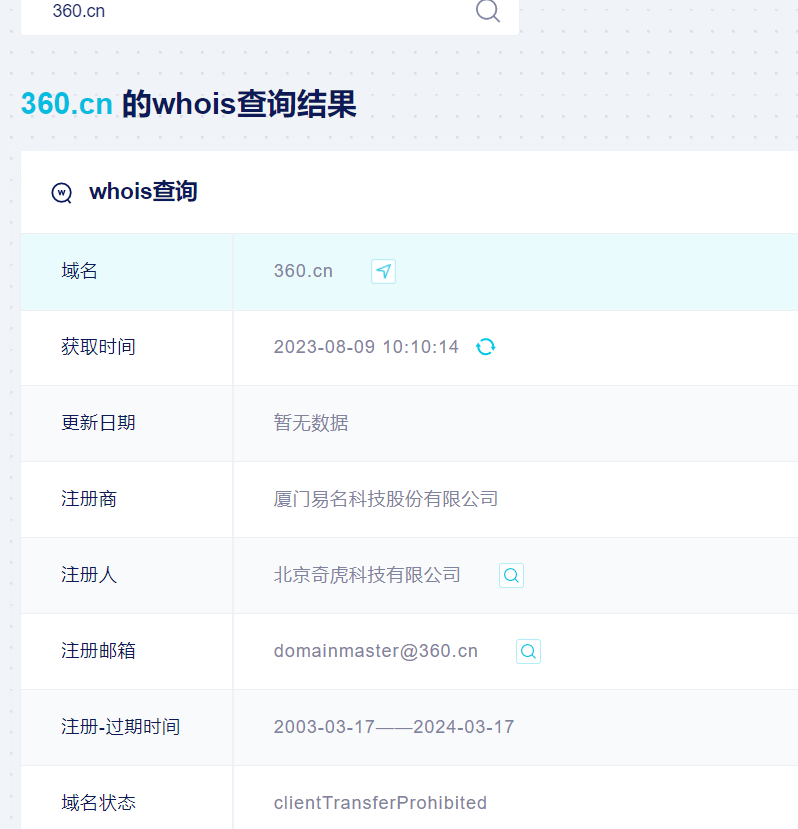 360.cn
360.cn 的whois查询结果
whois查询
域名 360.cn
获取时间 2023-08-09 10:10:14
更新日期 暂无数据
注册商 厦门易名科技股份有限公司
注册人 北京奇虎科技有限公司
注册邮箱 domainmaster@360.cn
注册-过期时间 2003-03-17——2024-03-17
域名状态 clientTransferProhibited